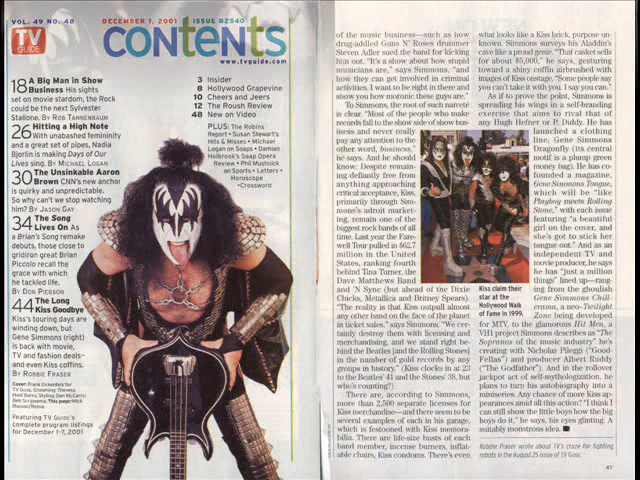 VOL. 49 NO. 48
DECEMBER 1, 2001 ISSUE #2540
TV
GUIDE
contents
www.tvguide.com
18 A Big Man in Show
Business His sights
set on movie stardom, the Rock
could be the next Sylvester
Stallone. BY ROB TANNENBAUM
26 Hitting a High Note
With unabashed femininity
and a great set of pipes, Nadia
Bjorlin is making Days of Our
Lives sing. BY MICHAEL LOGAN
30 The Unsinkable Aaron
Brown CNN's new anchor
is quirky and unpredictable.
So why can't we stop watching
him? BY JASON GAY
34 The Song
Lives On As
a Brian's Song remake
debuts, those close to
gridiron great Brian
Piccolo recall the
grace with which
he tackled life.
BY DON PIERSON
44 The Long
Kiss Goodbye
Kiss's touring days are
winding down, but
Gene Simmons (right)
is back with movie,
TV and fashion deals–
and even Kiss coffins.
BY ROBBIE FRASER
Cover: Frank Ockenfels for
TV GUIDE, Grooming: Theresa
Host Barry; Styling:
This page: Mitch
Featuring TV GUIDE's
complete program listings
for December 1-7, 2001
3 Insider
8 Hollywood Grapevine
10 Cheers and Jeers
12 The Roush Review
48 New on Video
PLUS: The Robins
Report • Susan Stewart's
Hits & Misses • Michael
Logan on Soaps • Damian
Holbrook's Soap Opera
Review • Phil Mushnick
on Sports • Letters •
Horoscope
• Crossword
of the music business—such as how
drug-addled Guns N' Roses drummer
Steven Adler sued the band for kicking
him out. "It's a show about how stupid
musicians are," says Simmons, "and
how they can get involved in criminal
activities. I want to be right in there and
show you how moronic these guys are."
To Simmons, the root of such naiveté
is clear. "Most of the people who make
records fall to the show side of show bus-
iness and never really
pay any attention to the
other word, business,"
he says. And he should
know: Despite remain-
ing defiantly free from
anything approaching
critical acceptance, Kiss,
primarily through Sim-
mons's adroit market-
ing, remain one of the
biggest rock bands of all
time. Last year the Fare-
well Tour pulled in $62.7
million in the United
States, ranking fourth
behind Tina Turner, the
Dave Matthews Band
and 'N Sync (but ahead of the Dixie
Chicks, Metallica and Britney Spears).
"The reality is that Kiss outpull almost
any other band on the face of the planet
in ticket sales," says Simmons. "We cer-
tainly destroy them with licensing and
merchandising, and we stand right be-
hind the Beatles [and the Rolling Stones]
in the number of gold records by any
groups in history." (Kiss clocks in at 23
to the Beatles' 41 and the Stones' 38, but
who's counting?)
There are, according to Simmons,
more than 2,500 separate licenses for
Kiss merchandise—and there seem to be
several examples of each in his garage,
which is festooned with Kiss memora-
bilia. There are life-size busts of each
band member, incense burners, inflat-
able chairs, Kiss condoms. There's even
what looks like a Kiss brick, purpose un-
known. Simmons surveys his Aladdin's
cave like a proud genie. "That casket sells
for about $5,000," he says, gesturing
toward a shiny coffin airbrushed with
images of Kiss onstage. "Some people say
you can't take it with you. I say you can."
As if to prove the point, Simmons is
spreading his wings in a self-branding
exercise that aims to rival that of
any Hugh Hefner or P. Diddy. He has
launched a clothing
line, Gene Simmons
Dragonfly (its central
motif is a plump green
money bag). He has co-
founded a magazine,
Gene Simmons Tongue,
which will be "like
Playboy meets Rolling
Stone," with each issue
featuring "a beautiful
girl on the cover, and
she's got to stick her
tongue out." And as an
independent TV and
movie producer, he says
he has "just a million
things" lined up—rang-
ing from the ghoulish
Gene Simmons Chill-
erama, a neo-Twilight
Zone being developed
for MTV, to the glamorous Hit Men, a
VH1 project Simmons describes as "The
Sopranos of the music industry" he's
creating with Nicholas Pileggi ("Good-
Fellas") and producer Albert Ruddy
("The Godfather"). And in the rollover
jackpot act of self-mythologization, he
plans to turn his autobiography into a
miniseries. Any chance of more Kiss ap-
pearances amid all this action? "I think I
can still show the little boys how the big
boys do it," he says, his eyes glinting. A
suitably monstrous idea.
Kiss claim their
star at the
Hollywood Walk
of Fame in 1999.
Robbie Fraser wrote about TV's craze for fighting
robots in the August 25 issue of TV GUIDE.
47